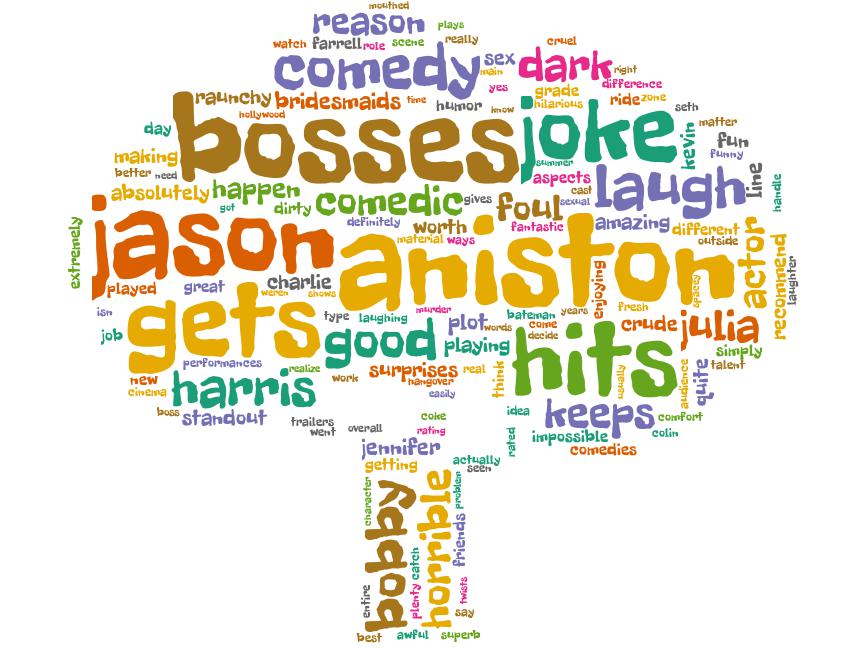 mouthed
reason plays
watch farrell role scene really cruel
comedy main sex dark right
yes grade difference
raunchy bridesmaids time humor know hilarious ride zone seth
hollywood
day bosses joke kevin matter
summer fun
funny
making
better need aspects laugh line
absolutely happen comedic gives foul cast sexual handle
got dirty
definitely worth fantastic amazing different
extremely jason material ways aniston outside actor recommend
played great charlie enjoying spacey laughter
weren shows
isn gets type laughing murder plot words bateman years fresh
job good playing come decide hits crude julia
performances realize surprises real think usually simply
new harris work hangover audience quite talent
cinema easily
boss standout trailers coke idea keeps comfort
went overall rating rated impossible colin
jennifer comedies
getting actually
seen
character bobby horrible problem
catch friends
entire plenty twists
say
best awful superb